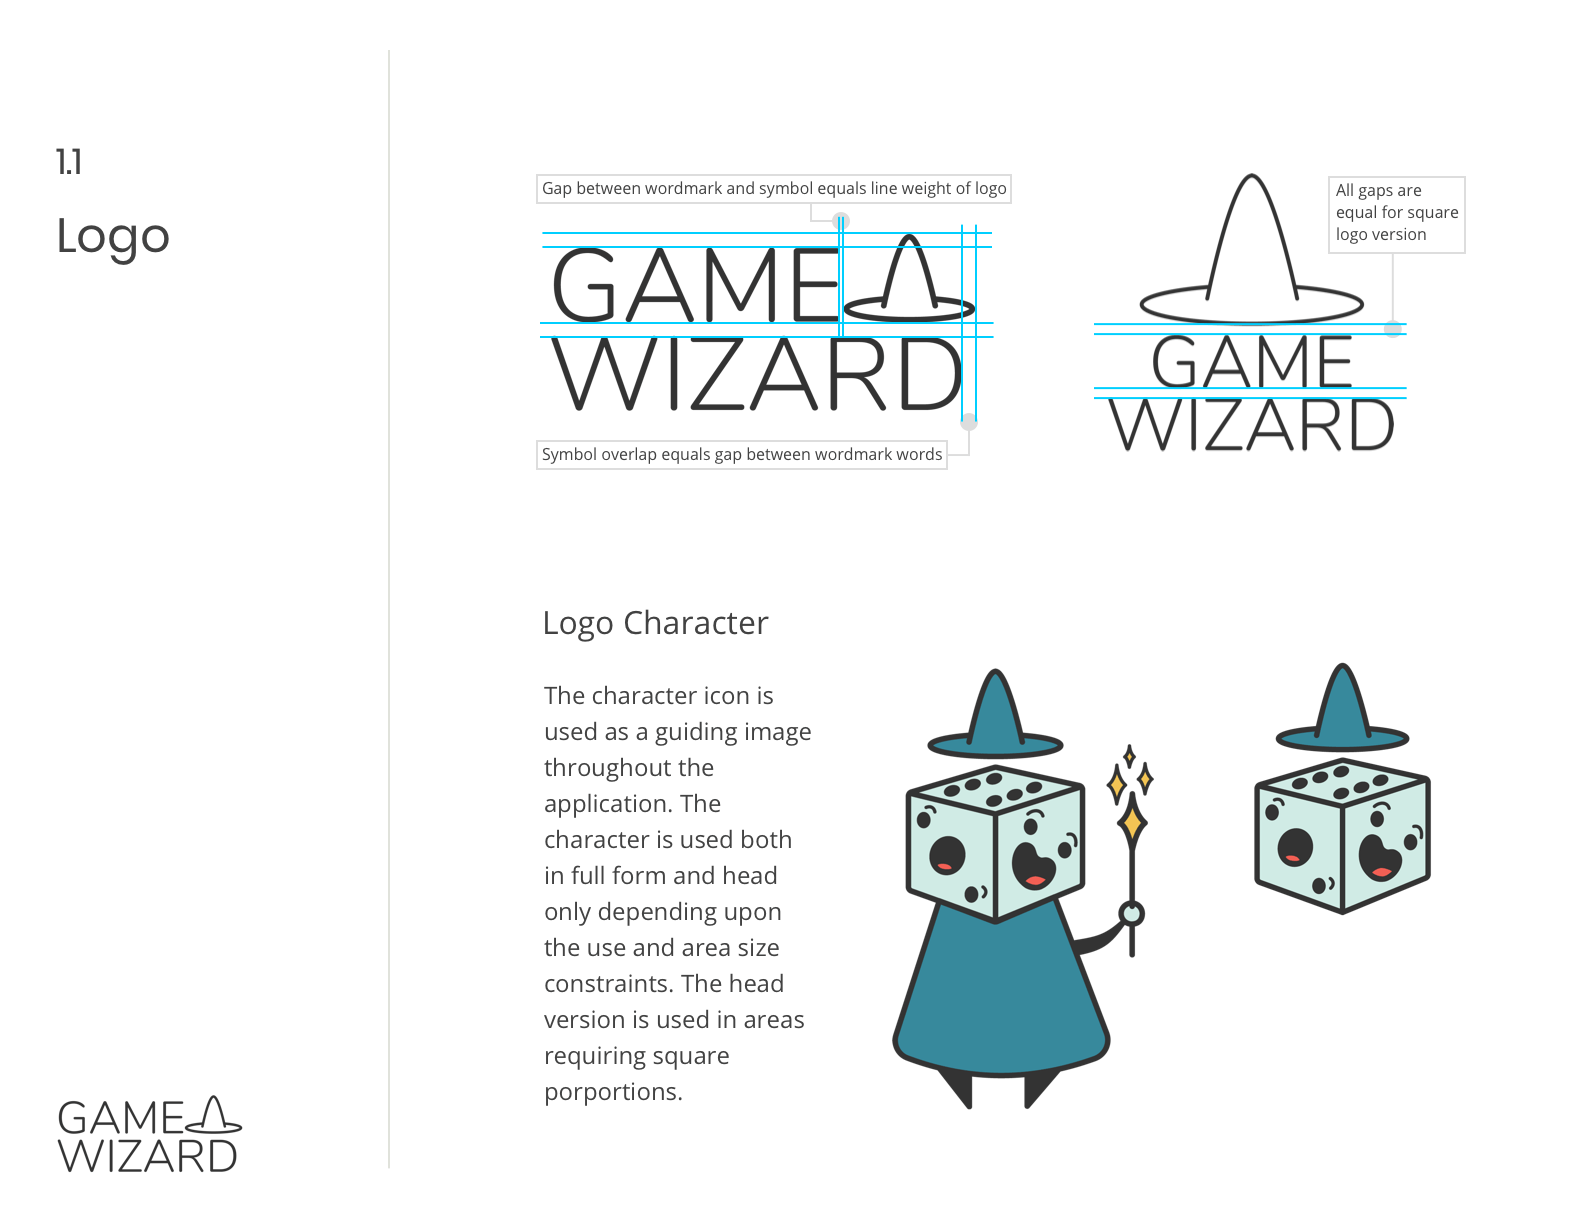 1.1
Logo
Gap between wordmark and symbol equals line weight of logo
GAME
WIZARD
Symbol overlap equals gap between wordmark words
All gaps are
equal for square
logo version
GAME
WIZARD
Logo Character
The character icon is
used as a guiding image
throughout the
application. The
character is used both
in full form and head
only depending upon
the use and area size
constraints. The head
version is used in areas
requiring square
porportions.
GAME
WIZARD